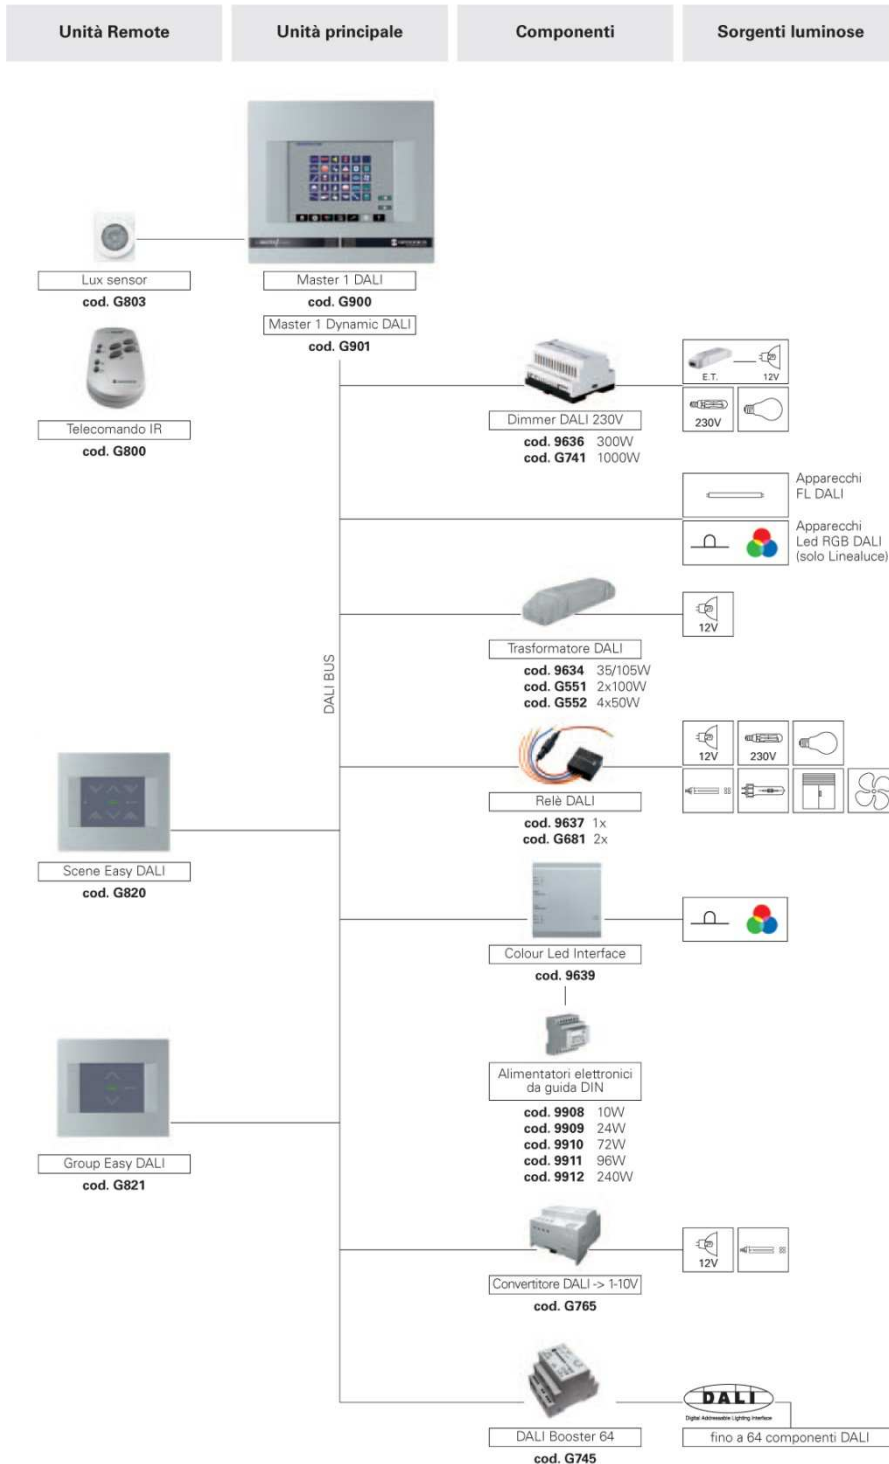 Unità Remote
Unità principale
Componenti
Sorgenti luminose
Lux sensor
cod. G803
Master 1 DALI
cod. G900
Master 1 Dynamic DALI
cod. G901
Telecomando IR
cod. G800
Dimmer DALI 230V
cod. 9636 300W
cod. G741 1000W
E.T. 12V
230V
Apparecchi
FL DALI
Apparecchi
Led RGB DALI
(solo Linealuce)
DALI BUS
Trasformatore DALI
cod. 9634 35/105W
cod. G551 2x100W
cod. G552 4x50W
12V
Relè DALI
cod. 9637 1x
cod. G681 2x
12V
230V
Scene Easy DALI
cod. G820
Colour Led Interface
cod. 9639
Alimentatori elettronici
da guida DIN
cod. 9908 10W
cod. 9909 24W
cod. 9910 72W
cod. 9911 96W
cod. 9912 240W
Group Easy DALI
cod. G821
Convertitore DALI -> 1-10V
cod. G765
12V
DALI Booster 64
cod. G745
DALI
Digital Addressable Lighting Interface
fino a 64 componenti DALI